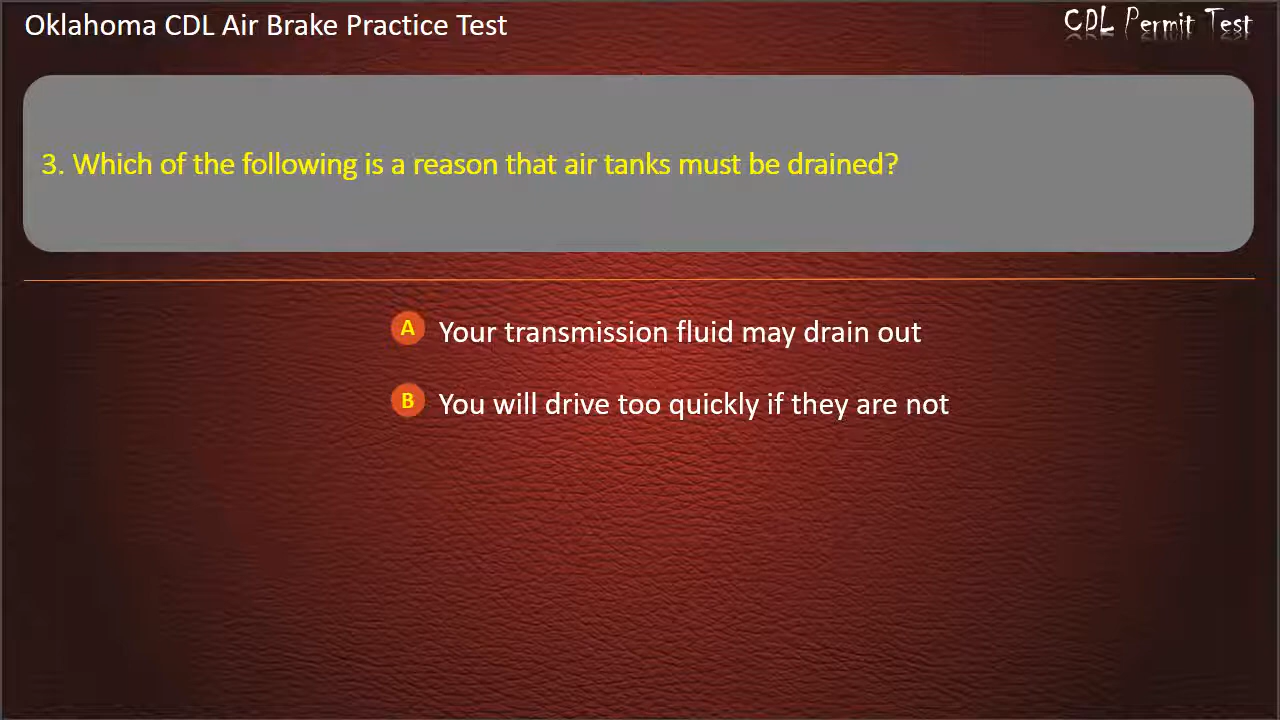 Oklahoma CDL Air Brake Practice Test
CDL Permit Test
3. Which of the following is a reason that air tanks must be drained?
A Your transmission fluid may drain out
B You will drive too quickly if they are not